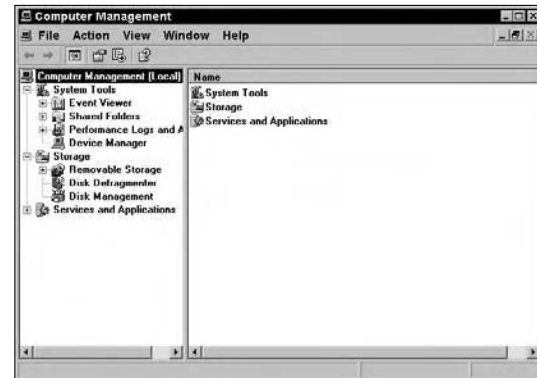 Computer Management
File Action View Window Help
Computer Management (Local)
System Tools
Event Viewer
Shared Folders
Performance Logs and A
Device Manager
Storage
Removable Storage
Disk Defragmenter
Disk Management
Services and Applications
Name
System Tools
Storage
Services and Applications